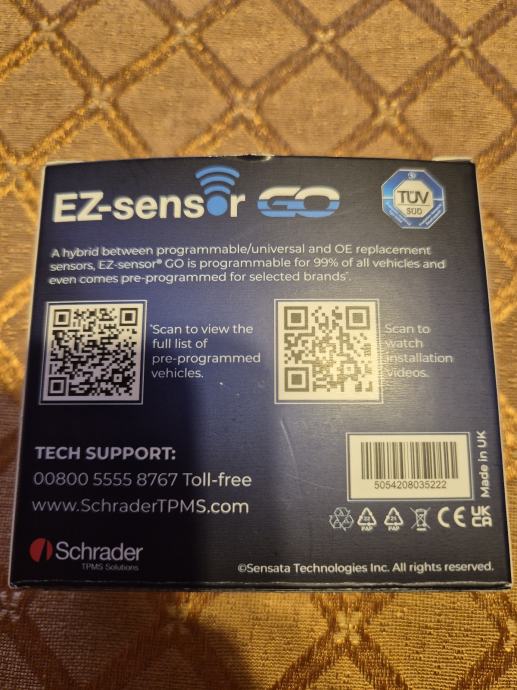 EZ-sensor GO
TÜV
SÜD
A hybrid between programmable/universal and OE replacement
sensors, EZ-sensor® GO is programmable for 99% of all vehicles and
even comes pre-programmed for selected brands*.
*Scan to view the
full list of
pre-programmed
vehicles.
Scan to
watch
installation
videos.
TECH SUPPORT:
00800 5555 8767 Toll-free
www.SchraderTPMS.com
5054208035222
Made in UK
PAP
PAP
CE
UK
CA
Schrader
TPMS Solutions
©Sensata Technologies Inc. All rights reserved.